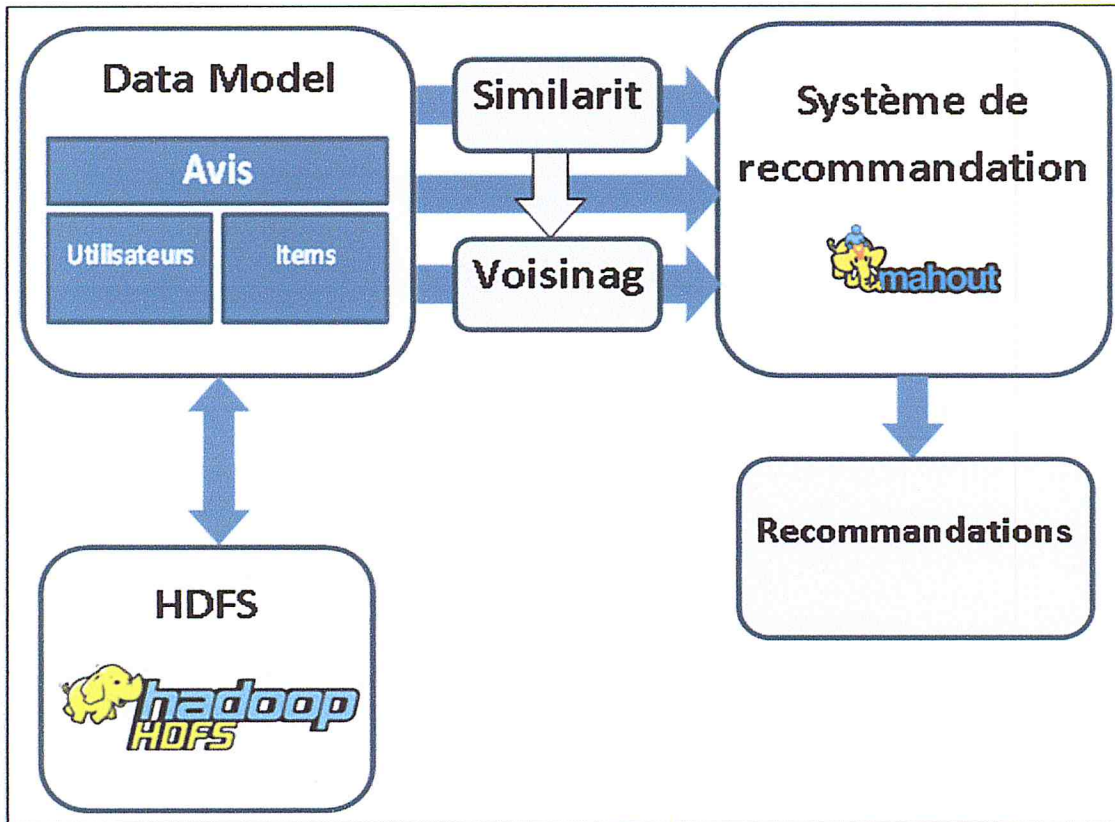 Data Model
Avis
Utilisateurs
Items
Similarit
Voisinag
Système de
recommandation
mahout
Recommandations
HDFS
hadoop
HDFS